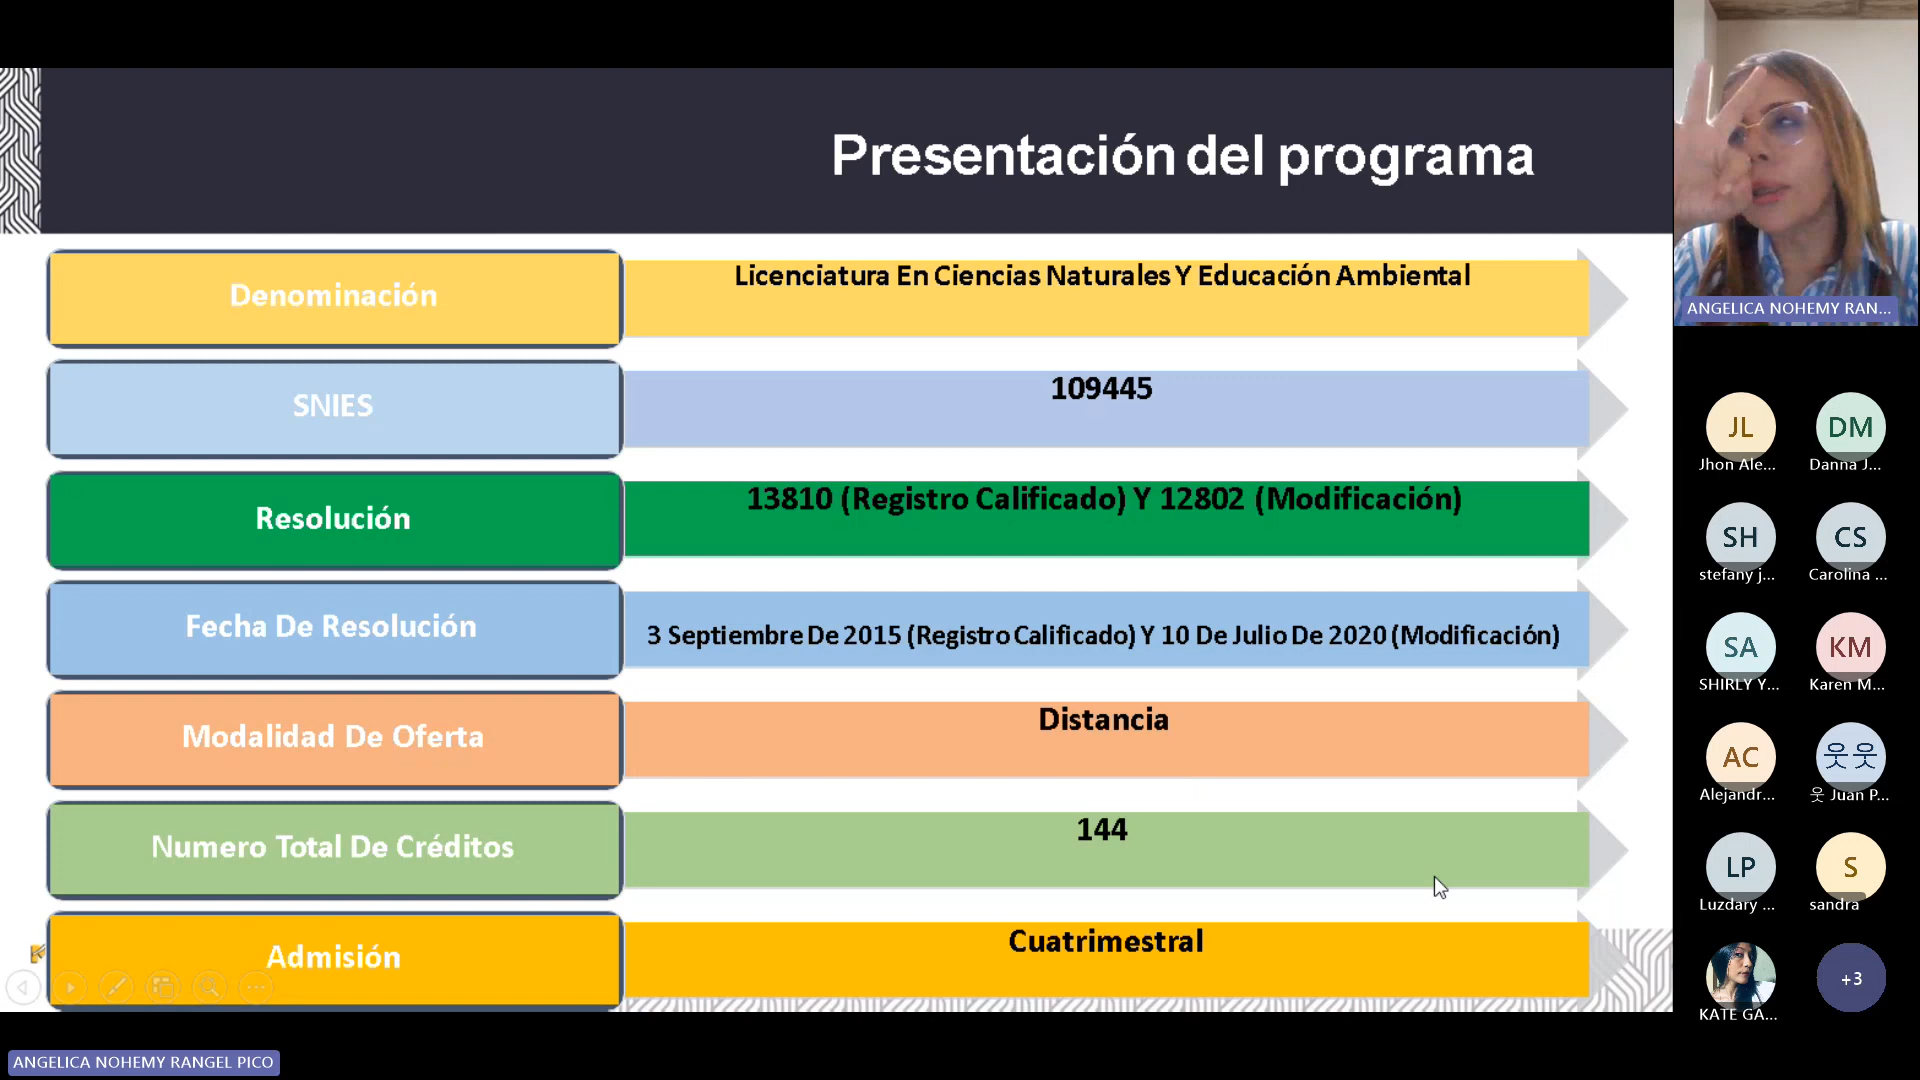 Presentación del programa
Denominación
Licenciatura En Ciencias Naturales Y Educación Ambiental
SNIES
109445
Resolución
13810 (Registro Calificado) Y 12802 (Modificación)
Fecha De Resolución
3 Septiembre De 2015 (Registro Calificado) Y 10 De Julio De 2020 (Modificación)
Modalidad De Oferta
Distancia
Numero Total De Créditos
144
Admisión
Cuatrimestral
ANGELICA NOHEMY RANGEL PICO
ANGELICA NOHEMY RAN...
JL
Jhon Ale...
DM
Danna J...
SH
stefany j...
CS
Carolina ...
SA
SHIRLY Y...
KM
Karen M...
AC
Alejandr...
웃웃
웃 Juan P...
LP
Luzdary ...
S
sandra
KATE GA...
+3